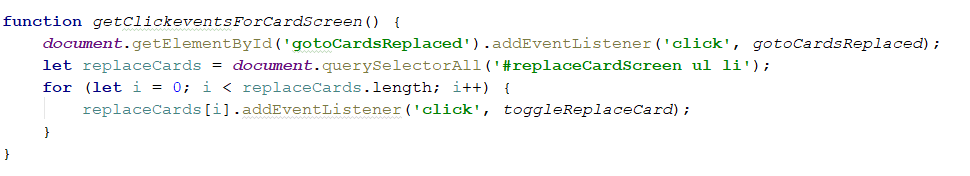 function getClickeventsForCardScreen() {
    document.getElementById('gotoCardsReplaced').addEventListener('click', gotoCardsReplaced);
    let replaceCards = document.querySelectorAll('#replaceCardScreen ul li');
    for (let i = 0; i < replaceCards.length; i++) {
        replaceCards[i].addEventListener('click', toggleReplaceCard);
    }
}